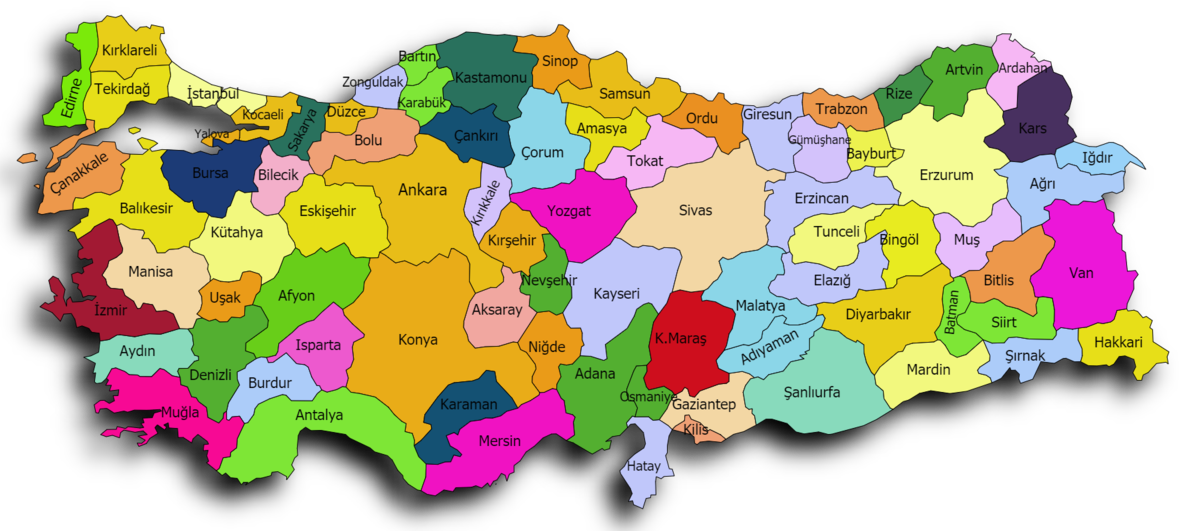 Kırklareli
Edirne
Tekirdağ
İstanbul
Kocaeli
Yalova
Sakarya
Düzce
Zonguldak
Bartın
Karabük
Kastamonu
Sinop
Samsun
Ordu
Giresun
Trabzon
Rize
Artvin
Ardahan
Kars
Iğdır
Ağrı
Erzurum
Bayburt
Gümüşhane
Tokat
Amasya
Çorum
Çankırı
Bolu
Bilecik
Bursa
Çanakkale
Balıkesir
Kütahya
Eskişehir
Ankara
Kırıkkale
Yozgat
Sivas
Erzincan
Tunceli
Bingöl
Muş
Bitlis
Van
Elazığ
Malatya
Kayseri
Nevşehir
Kırşehir
Aksaray
Konya
Afyon
Uşak
Manisa
İzmir
Aydın
Denizli
Isparta
Burdur
Muğla
Antalya
Karaman
Mersin
Niğde
Adana
Osmaniye
K.Maraş
Adıyaman
Diyarbakır
Batman
Siirt
Şırnak
Hakkari
Mardin
Şanlıurfa
Gaziantep
Kilis
Hatay